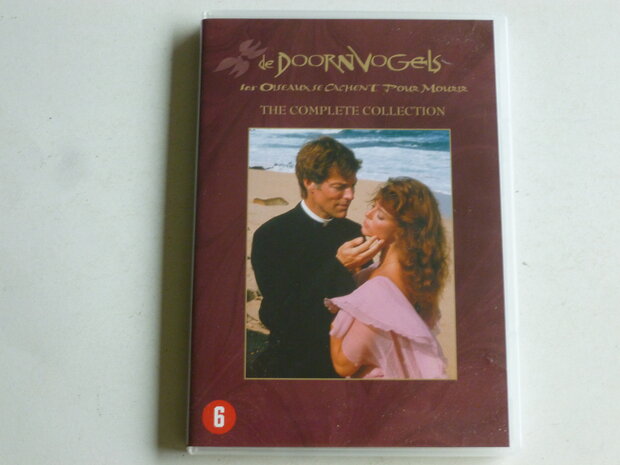 de DOORNVOGELS
Les OISEAUX SE CACHENT POUR MOURIR
THE COMPLETE COLLECTION
6